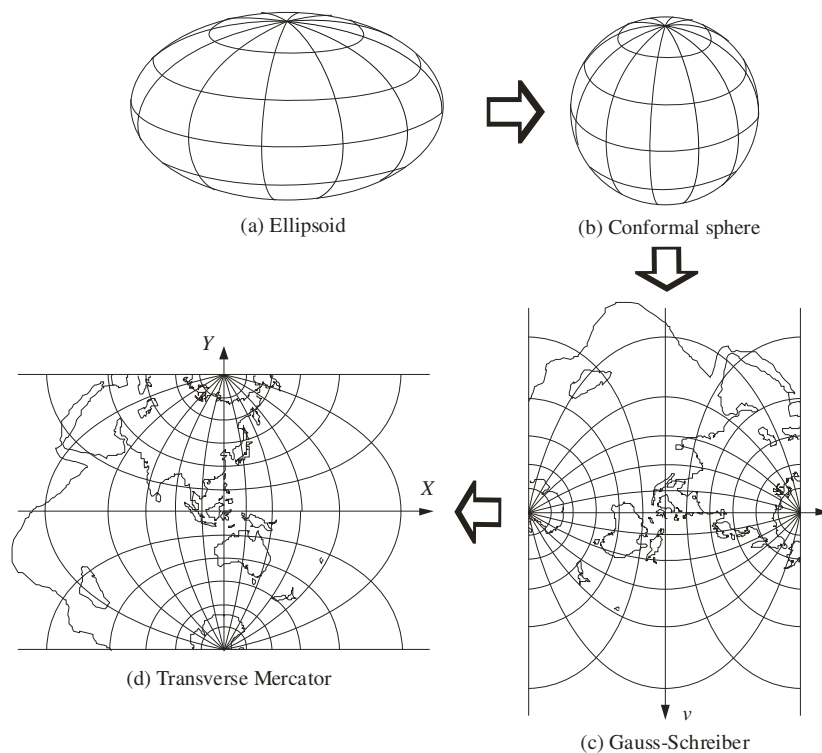 (a) Ellipsoid
(b) Conformal sphere
Y
X
(d) Transverse Mercator
v
(c) Gauss-Schreiber